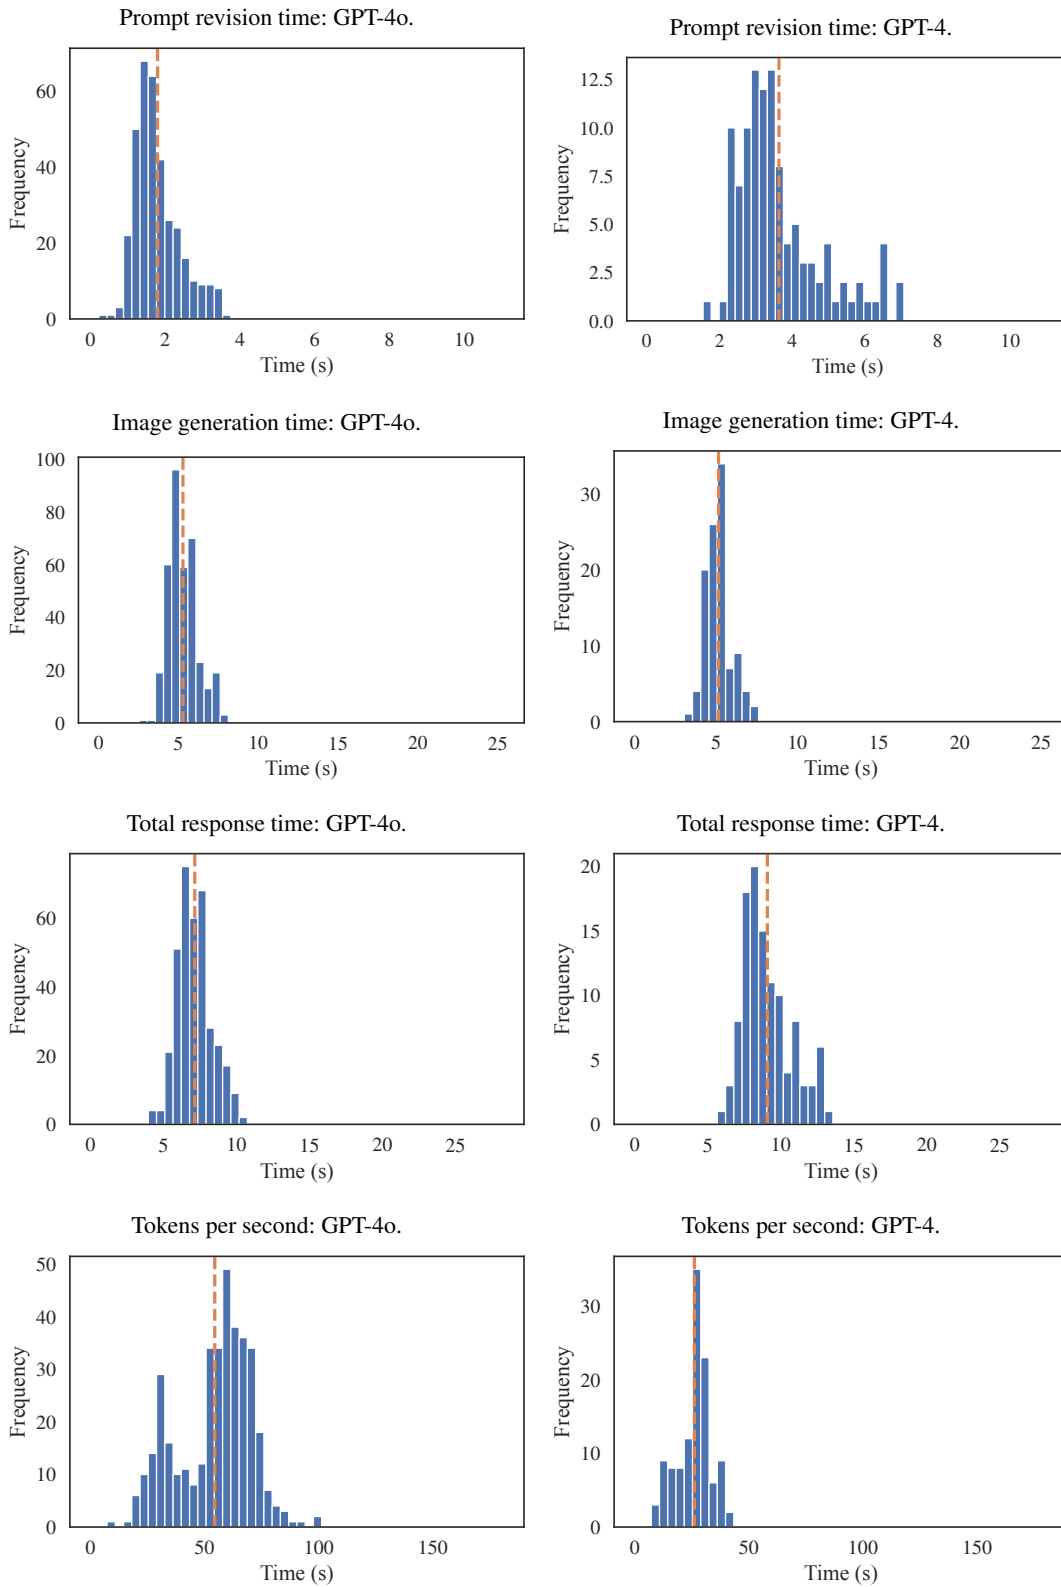 Prompt revision time: GPT-4o.
60
40
20
0
Frequency
0 2 4 6 8 10
Time (s)
Prompt revision time: GPT-4.
12.5
10.0
7.5
5.0
2.5
0.0
Frequency
0 2 4 6 8 10
Time (s)
Image generation time: GPT-4o.
100
80
60
40
20
0
Frequency
0 5 10 15 20 25
Time (s)
Image generation time: GPT-4.
30
20
10
0
Frequency
0 5 10 15 20 25
Time (s)
Total response time: GPT-4o.
60
40
20
0
Frequency
0 5 10 15 20 25
Time (s)
Total response time: GPT-4.
20
15
10
5
0
Frequency
0 5 10 15 20 25
Time (s)
Tokens per second: GPT-4o.
50
40
30
20
10
0
Frequency
0 50 100 150
Time (s)
Tokens per second: GPT-4.
30
20
10
0
Frequency
0 50 100 150
Time (s)